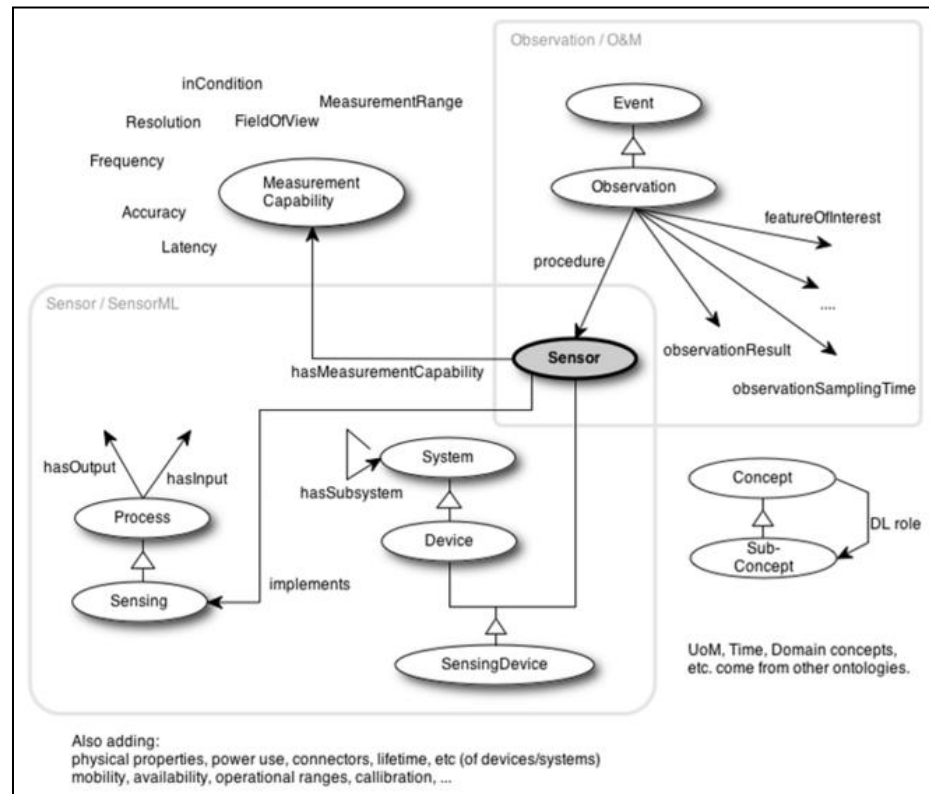 Observation / O&M
inCondition
MeasurementRange
Event
Resolution
FieldOfView
Frequency
Measurement
Capability
Observation
Accuracy
featureOfInterest
Latency
procedure
....
Sensor / SensorML
observationResult
Sensor
hasMeasurementCapability
observationSamplingTime
hasOutput
hasInput
System
hasSubsystem
Concept
Process
Device
DL role
Sub-
Concept
implements
Sensing
SensingDevice
UoM, Time, Domain concepts,
etc. come from other ontologies.
Also adding:
physical properties, power use, connectors, lifetime, etc (of devices/systems)
mobility, availability, operational ranges, callibration, ...